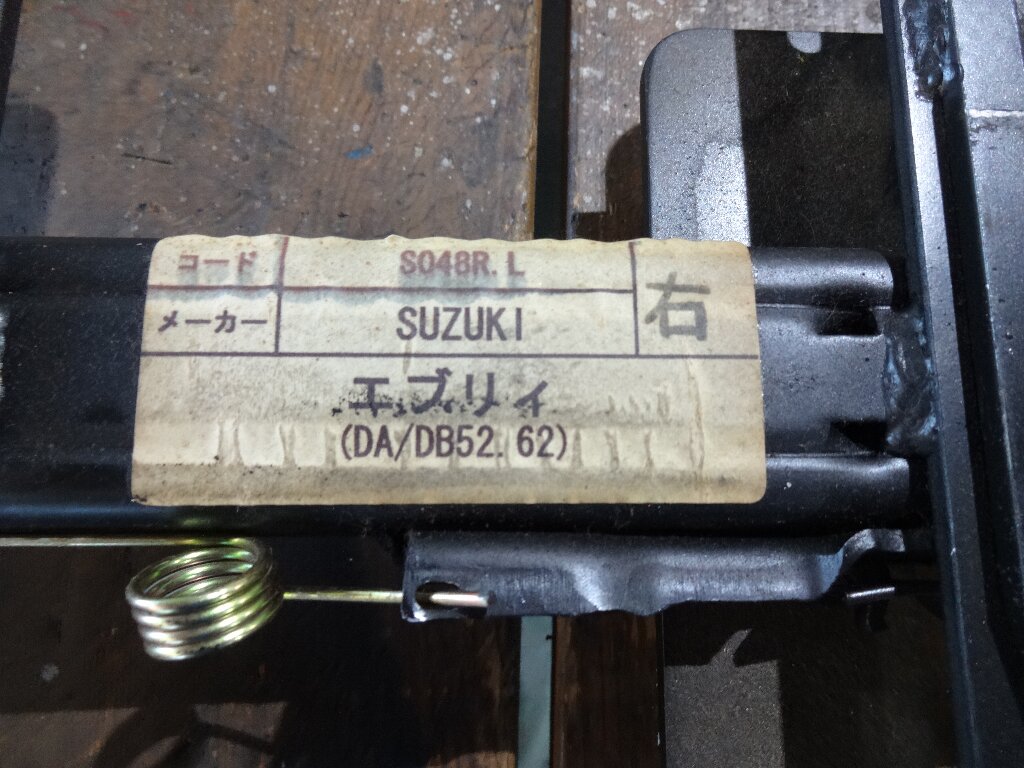 コード S048R.L 右
メーカー SUZUKI
エブリィ
(DA/DB52.62)